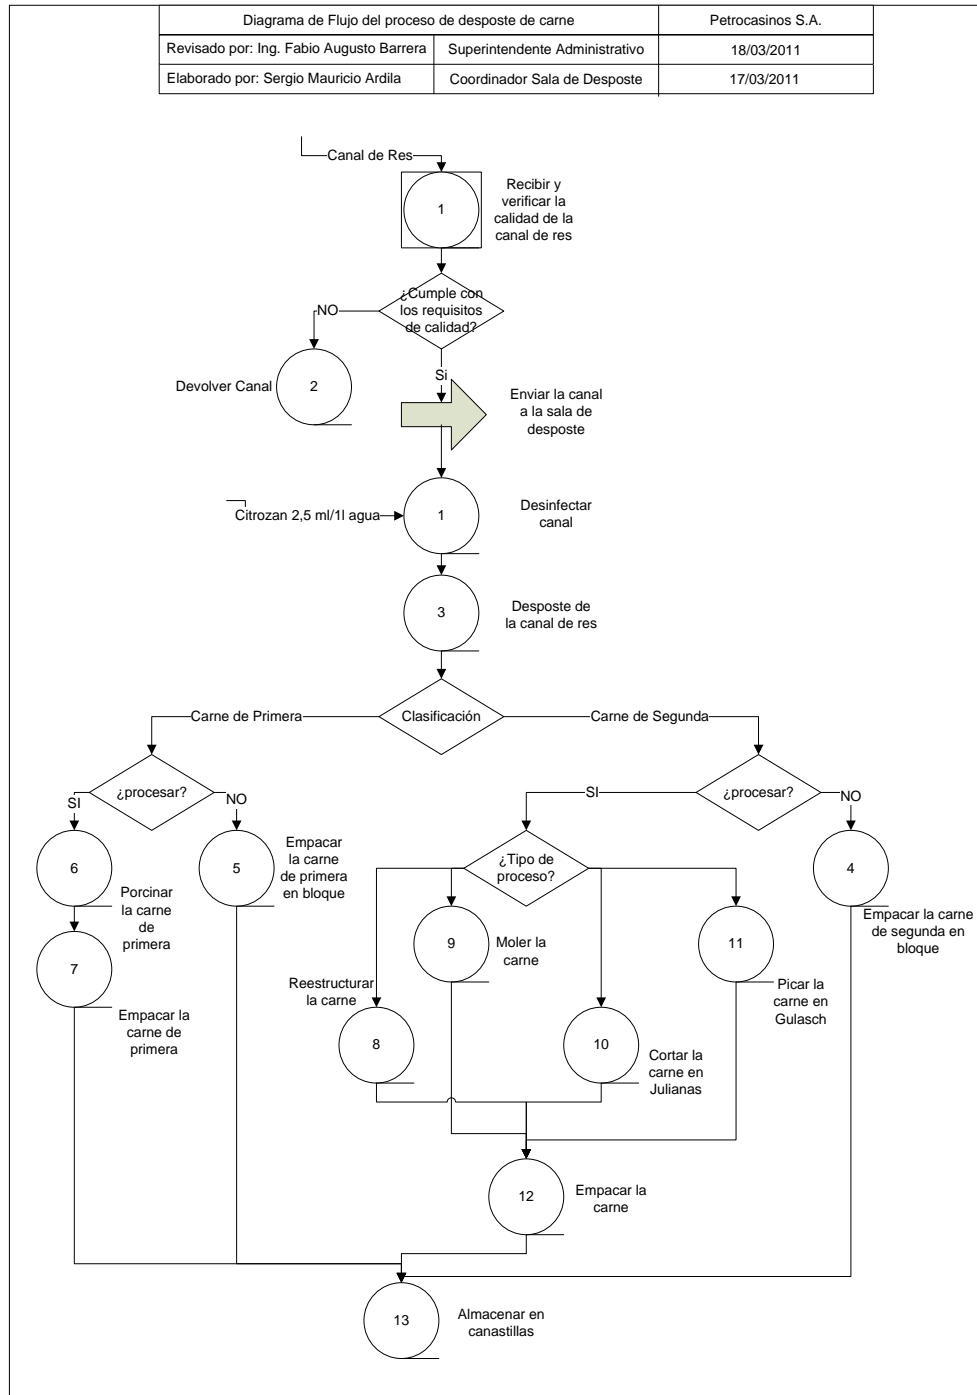 Diagrama de Flujo del proceso de desposte de carne
Petrocasinos S.A.
Revisado por: Ing. Fabio Augusto Barrera
Superintendente Administrativo
18/03/2011
Elaborado por: Sergio Mauricio Ardila
Coordinador Sala de Desposte
17/03/2011
Canal de Res
1
Recibir y
verificar la
calidad de la
canal de res
¿Cumple con
los requisitos
de calidad?
NO
Si
Devolver Canal
2
Enviar la canal
a la sala de
desposte
Citrozan 2,5 ml/1l agua
1
Desinfectar
canal
3
Desposte de
la canal de res
Carne de Primera
Clasificación
Carne de Segunda
¿procesar?
SI
NO
¿procesar?
SI
NO
6
Porcinar
la carne
de
primera
5
Empacar
la carne
de primera
en bloque
¿Tipo de
proceso?
4
Empacar la carne
de segunda en
bloque
7
Empacar la
carne de
primera
9
Moler la
carne
11
Picar la
carne en
Gulasch
Reestructurar
la carne
8
10
Cortar la
carne en
Julianas
12
Empacar la
carne
13
Almacenar en
canastillas